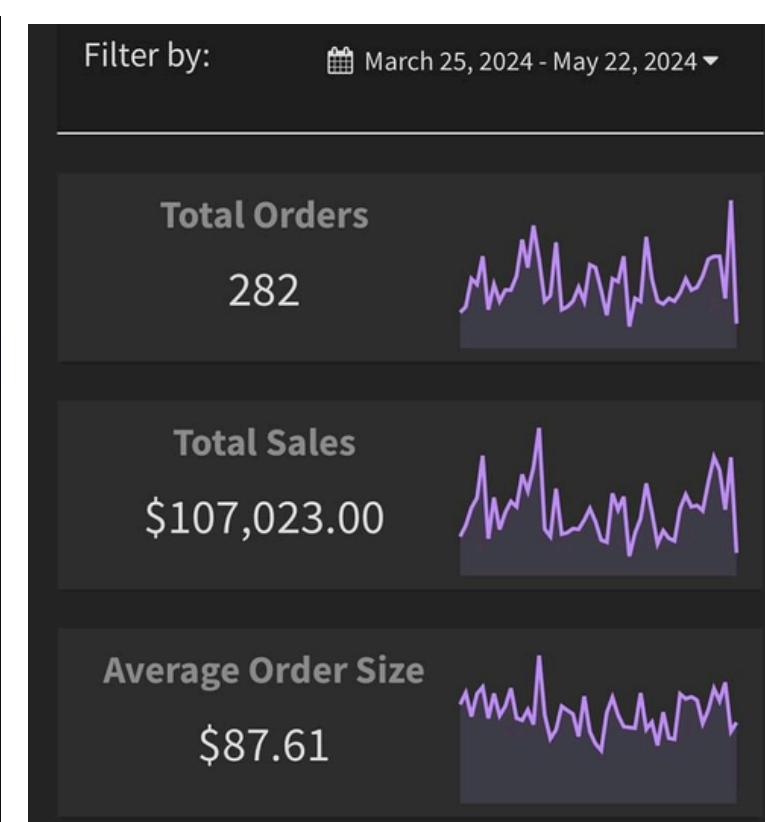 Filter by:
March 25, 2024 - May 22, 2024
Total Orders
282
Total Sales
$107,023.00
Average Order Size
$87.61